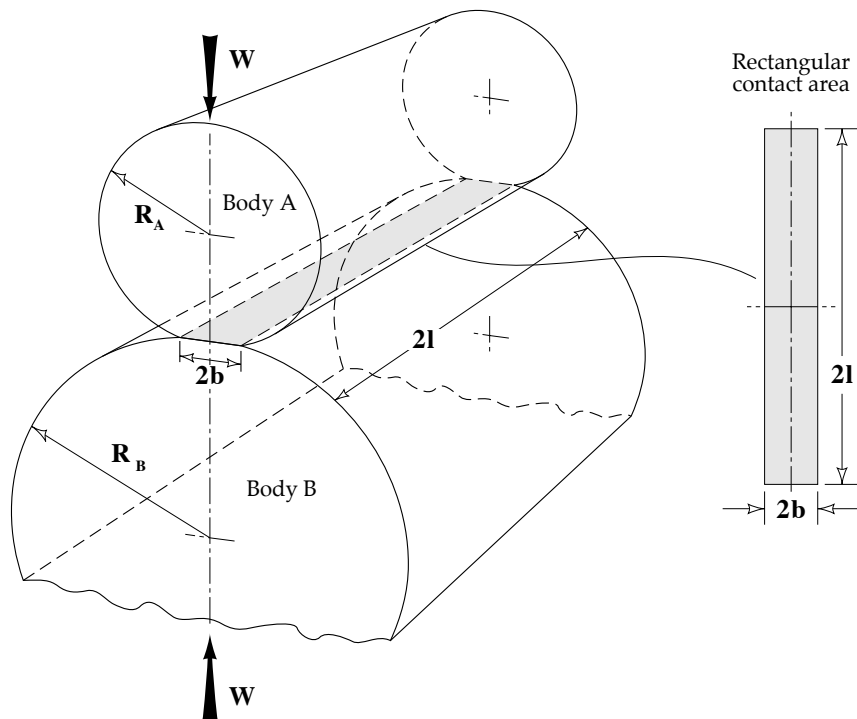 W
Rectangular
contact area
Body A
R_A
2l
2b
2l
R_B
Body B
2b
W